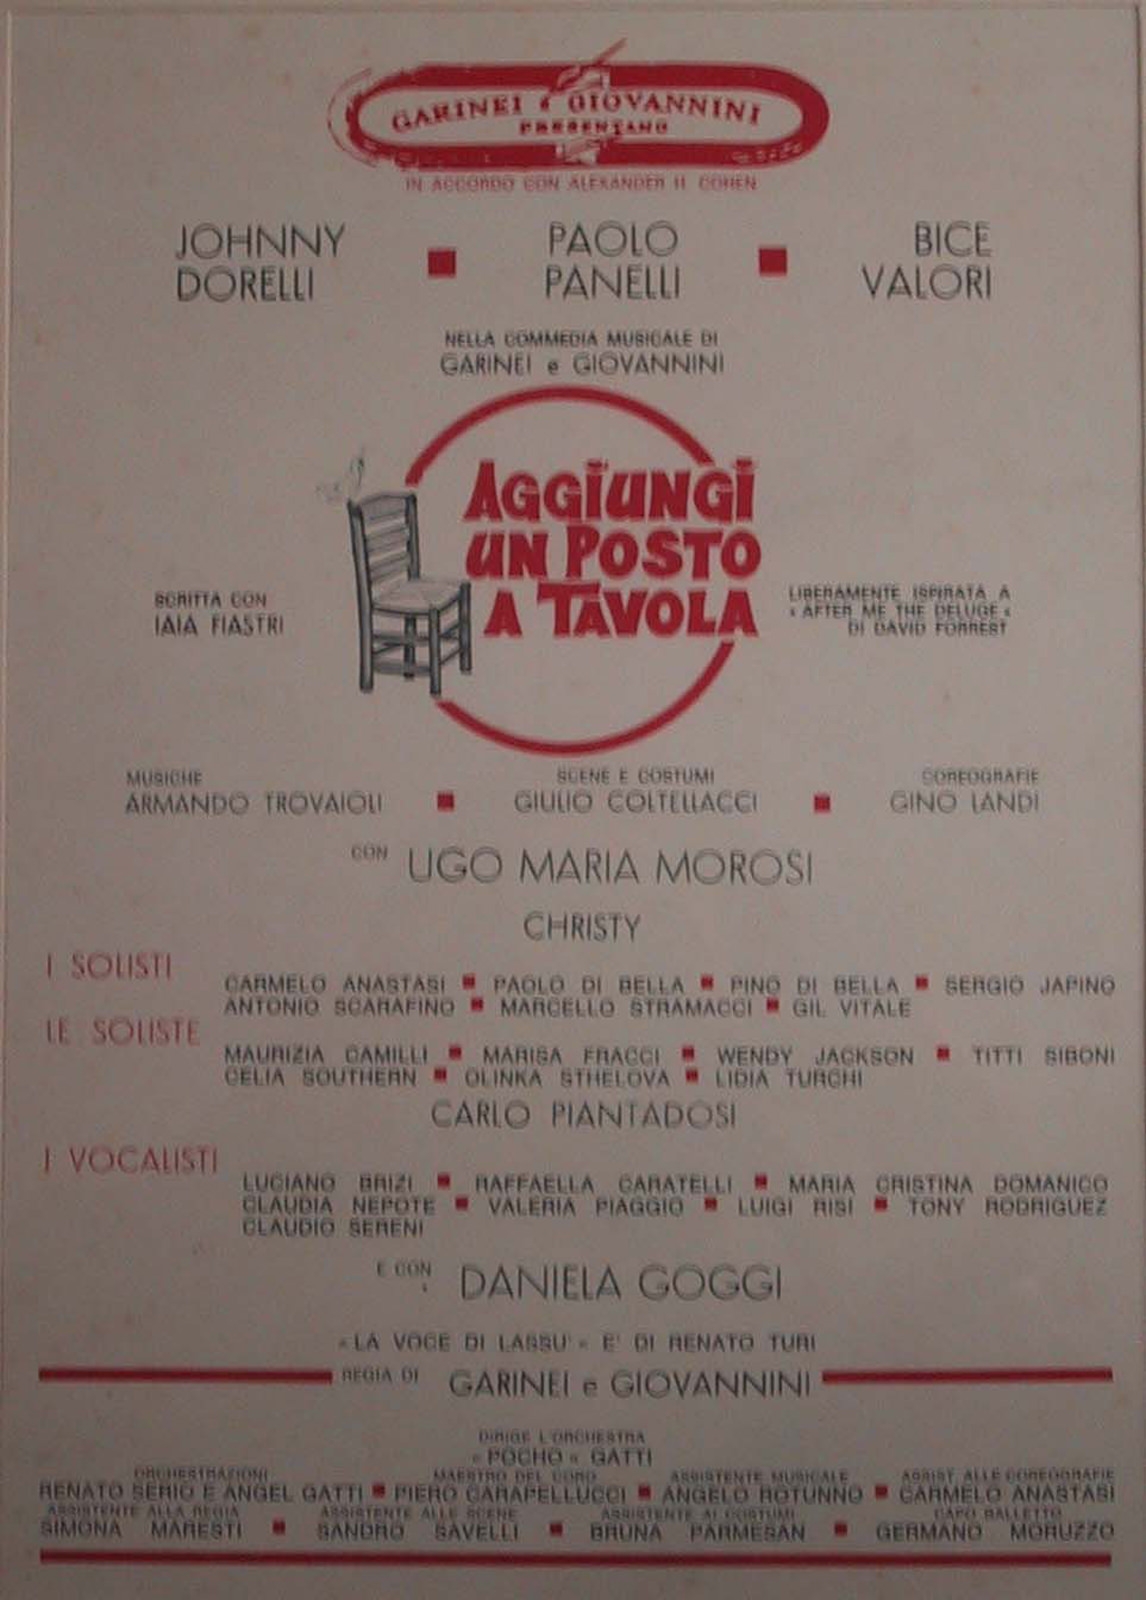 GARINEI e GIOVANNINI
PRESENTANO
IN ACCORDO CON ALEXANDER H. COHEN
JOHNNY
DORELLI
PAOLO
PANELLI
BICE
VALORI
NELLA COMMEDIA MUSICALE DI
GARINEI e GIOVANNINI
AGGIUNGI
UN POSTO
A TAVOLA
SCRITTA CON
IAIA FIASTRI
LIBERAMENTE ISPIRATA A
« AFTER ME THE DELUGE «
DI DAVID FORREST
MUSICHE
ARMANDO TROVAIOLI
SCENE E COSTUMI
GIULIO COLTELLACCI
COREOGRAFIE
GINO LANDI
CON UGO MARIA MOROSI
CHRISTY
I SOLISTI
CARMELO ANASTASI ■ PAOLO DI BELLA ■ PINO DI BELLA ■ SERGIO JAPINO
ANTONIO SCARAFINO ■ MARCELLO STRAMACCI ■ GIL VITALE
LE SOLISTE
MAURIZIA CAMILLI ■ MARISA FRACCI ■ WENDY JACKSON ■ TITTI SIBONI
CELIA SOUTHERN ■ OLINKA STHELOVA ■ LIDIA TURCHI
CARLO PIANTADOSI
I VOCALISTI
LUCIANO BRIZI ■ RAFFAELLA CARATELLI ■ MARIA CRISTINA DOMANICO
CLAUDIA NEPOTE ■ VALERIA PIAGGIO ■ LUIGI RISI ■ TONY RODRIGUEZ
CLAUDIO SERENI
E CON DANIELA GOGGI
«LA VOCE DI LASSU'» E' DI RENATO TURI
REGIA DI GARINEI e GIOVANNINI
DIRIGE L'ORCHESTRA
« POCHO « GATTI
ORCHESTRAZIONI
RENATO SERIO E ANGEL GATTI
MAESTRO DEL CORO
PIERO CARAPELLUCCI
ASSISTENTE MUSICALE
ANGELO ROTUNNO
ASSIST. ALLE COREOGRAFIE
CARMELO ANASTASI
ASSISTENTE ALLA REGIA
SIMONA MARESTI
ASSISTENTE ALLE SCENE
SANDRO SAVELLI
ASSISTENTE AI COSTUMI
BRUNA PARMESAN
CAPO BALLETTO
GERMANO MORUZZO